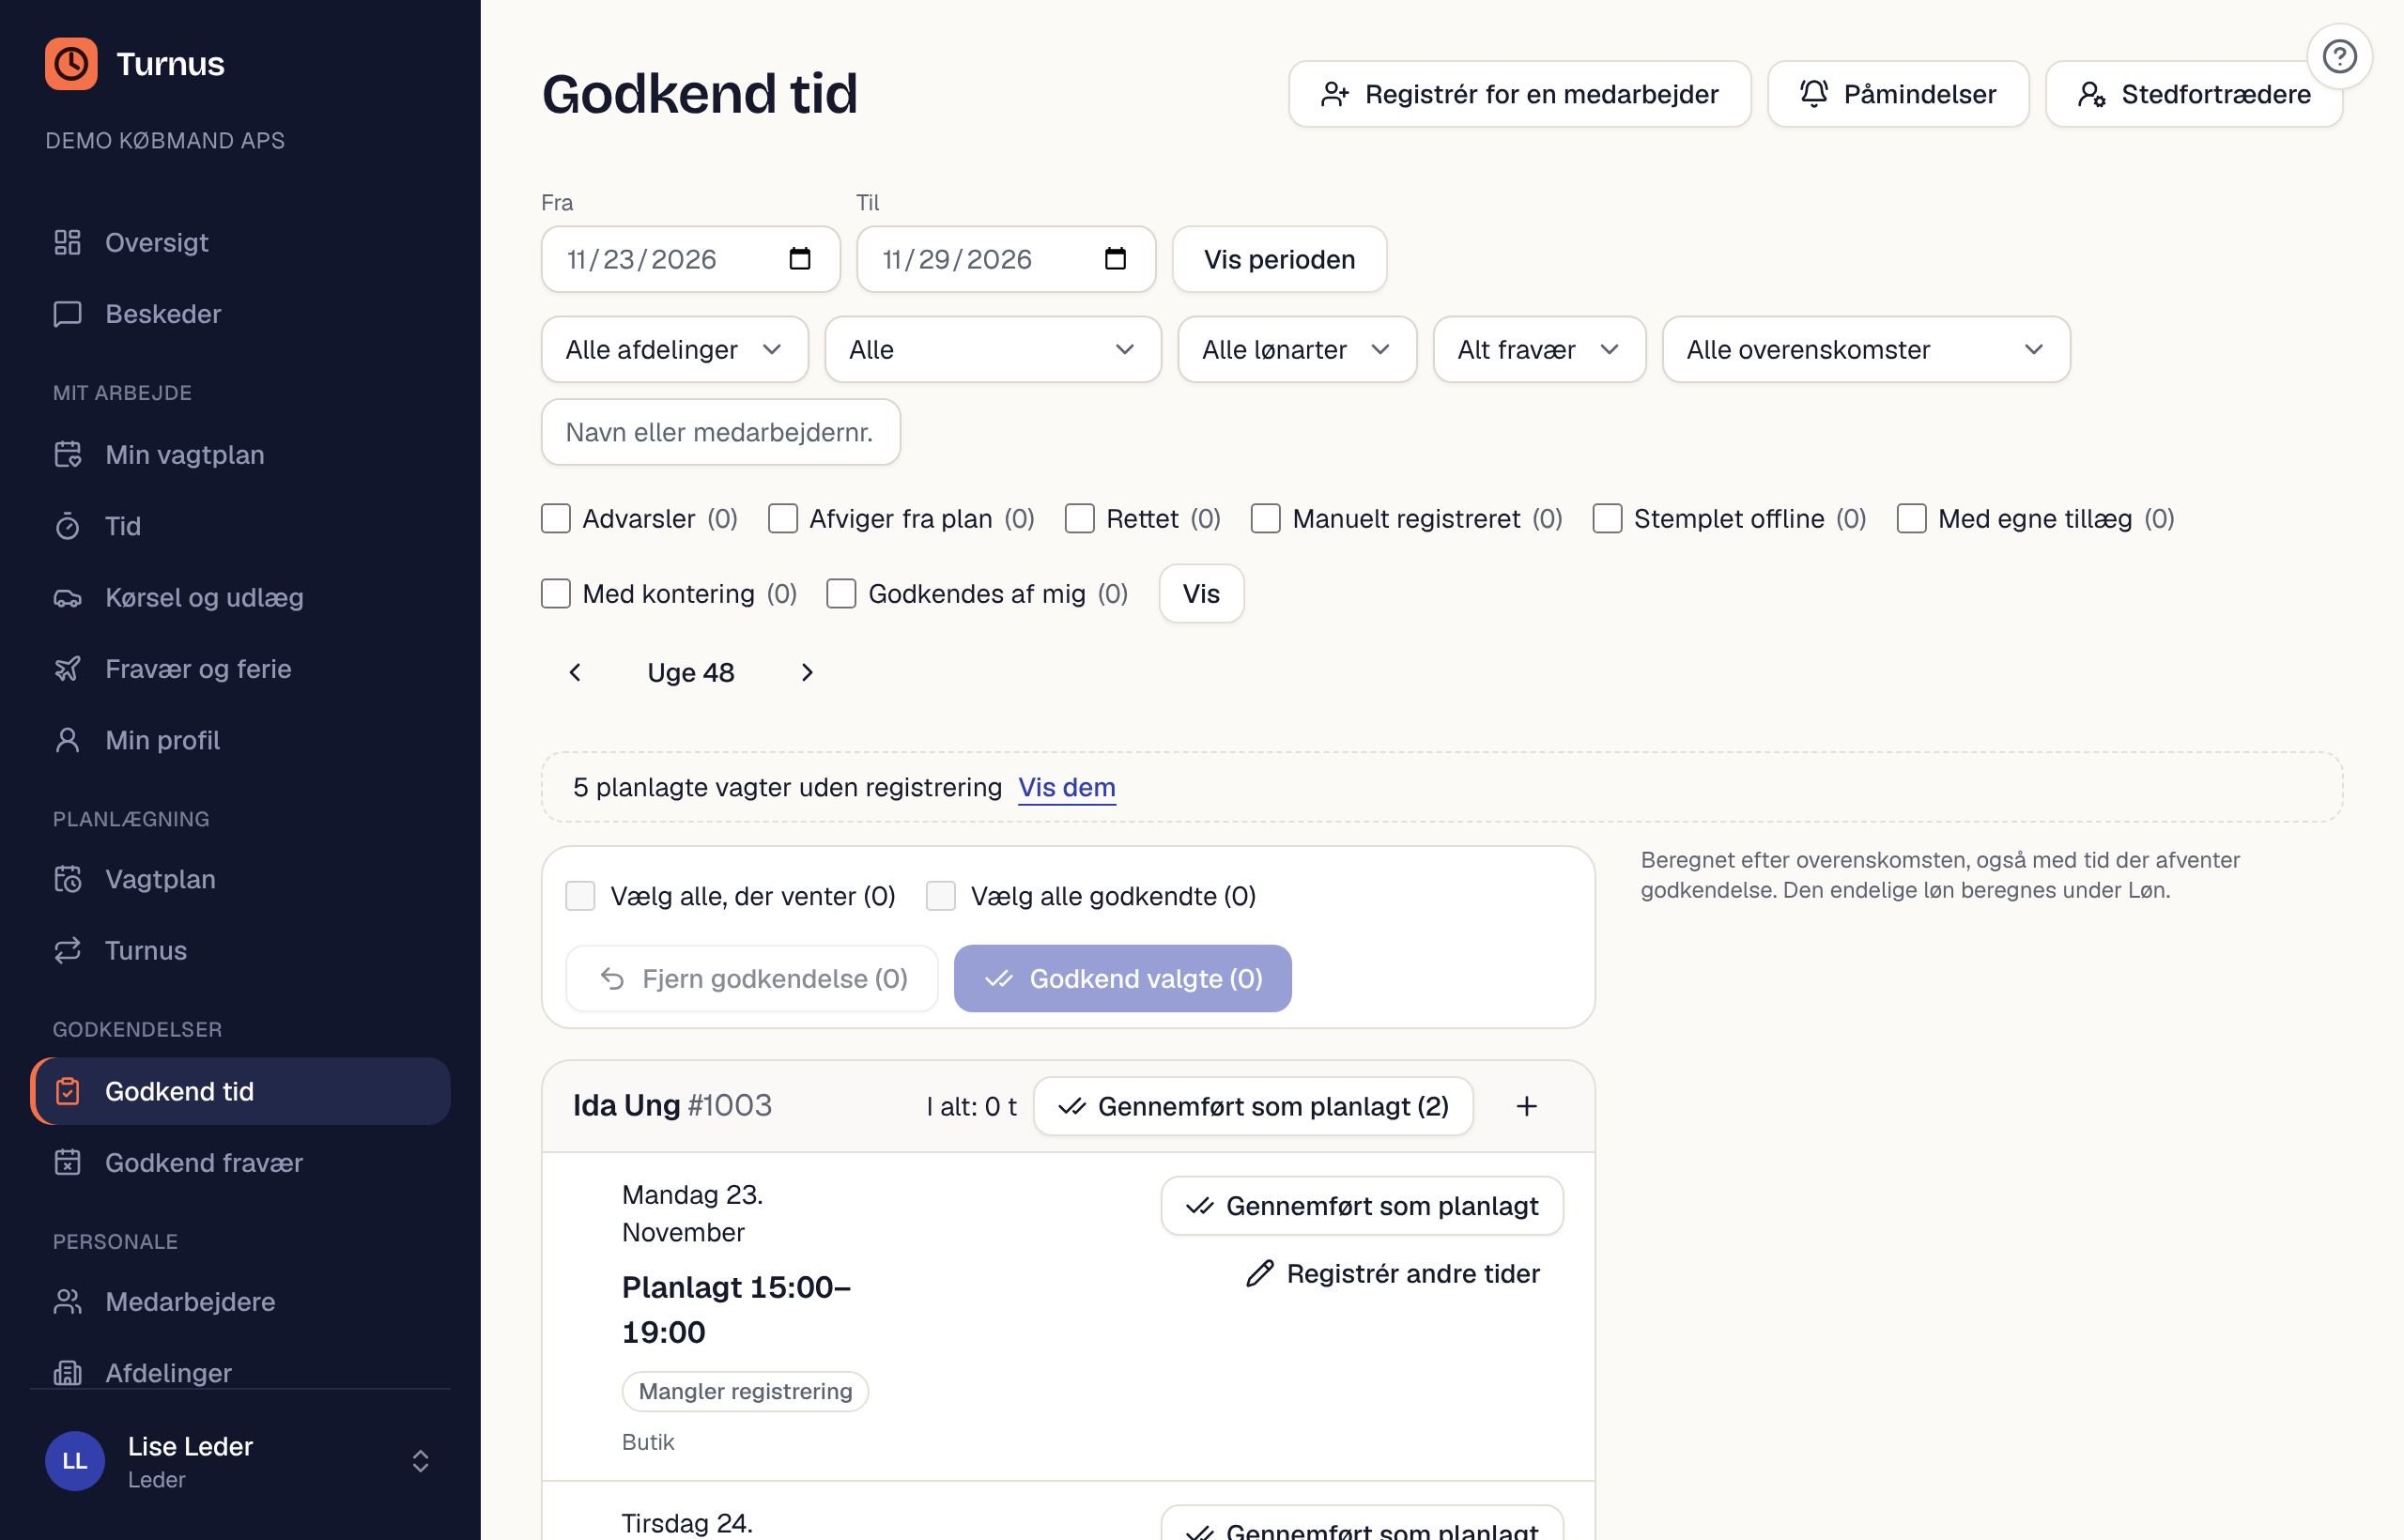 Turnus
DEMO KØBMAND APS
Oversigt
Beskeder
MIT ARBEJDE
Min vagtplan
Tid
Kørsel og udlæg
Fravær og ferie
Min profil
PLANLÆGNING
Vagtplan
Turnus
GODKENDELSER
Godkend tid
Godkend fravær
PERSONALE
Medarbejdere
Afdelinger
LL
Lise Leder
Leder
Godkend tid
Registrér for en medarbejder
Påmindelser
Stedfortrædere
Fra
Til
11/23/2026
11/29/2026
Vis perioden
Alle afdelinger
Alle
Alle lønarter
Alt fravær
Alle overenskomster
Navn eller medarbejdernr.
Advarsler (0)
Afviger fra plan (0)
Rettet (0)
Manuelt registreret (0)
Stemplet offline (0)
Med egne tillæg (0)
Med kontering (0)
Godkendes af mig (0)
Vis
Uge 48
5 planlagte vagter uden registrering Vis dem
Vælg alle, der venter (0)
Vælg alle godkendte (0)
Fjern godkendelse (0)
Godkend valgte (0)
Beregnet efter overenskomsten, også med tid der afventer
godkendelse. Den endelige løn beregnes under Løn.
Ida Ung #1003
I alt: 0 t
Gennemført som planlagt (2)
Mandag 23.
November
Planlagt 15:00–
19:00
Mangler registrering
Butik
Gennemført som planlagt
Registrér andre tider
Tirsdag 24.
Gennemført som planlagt